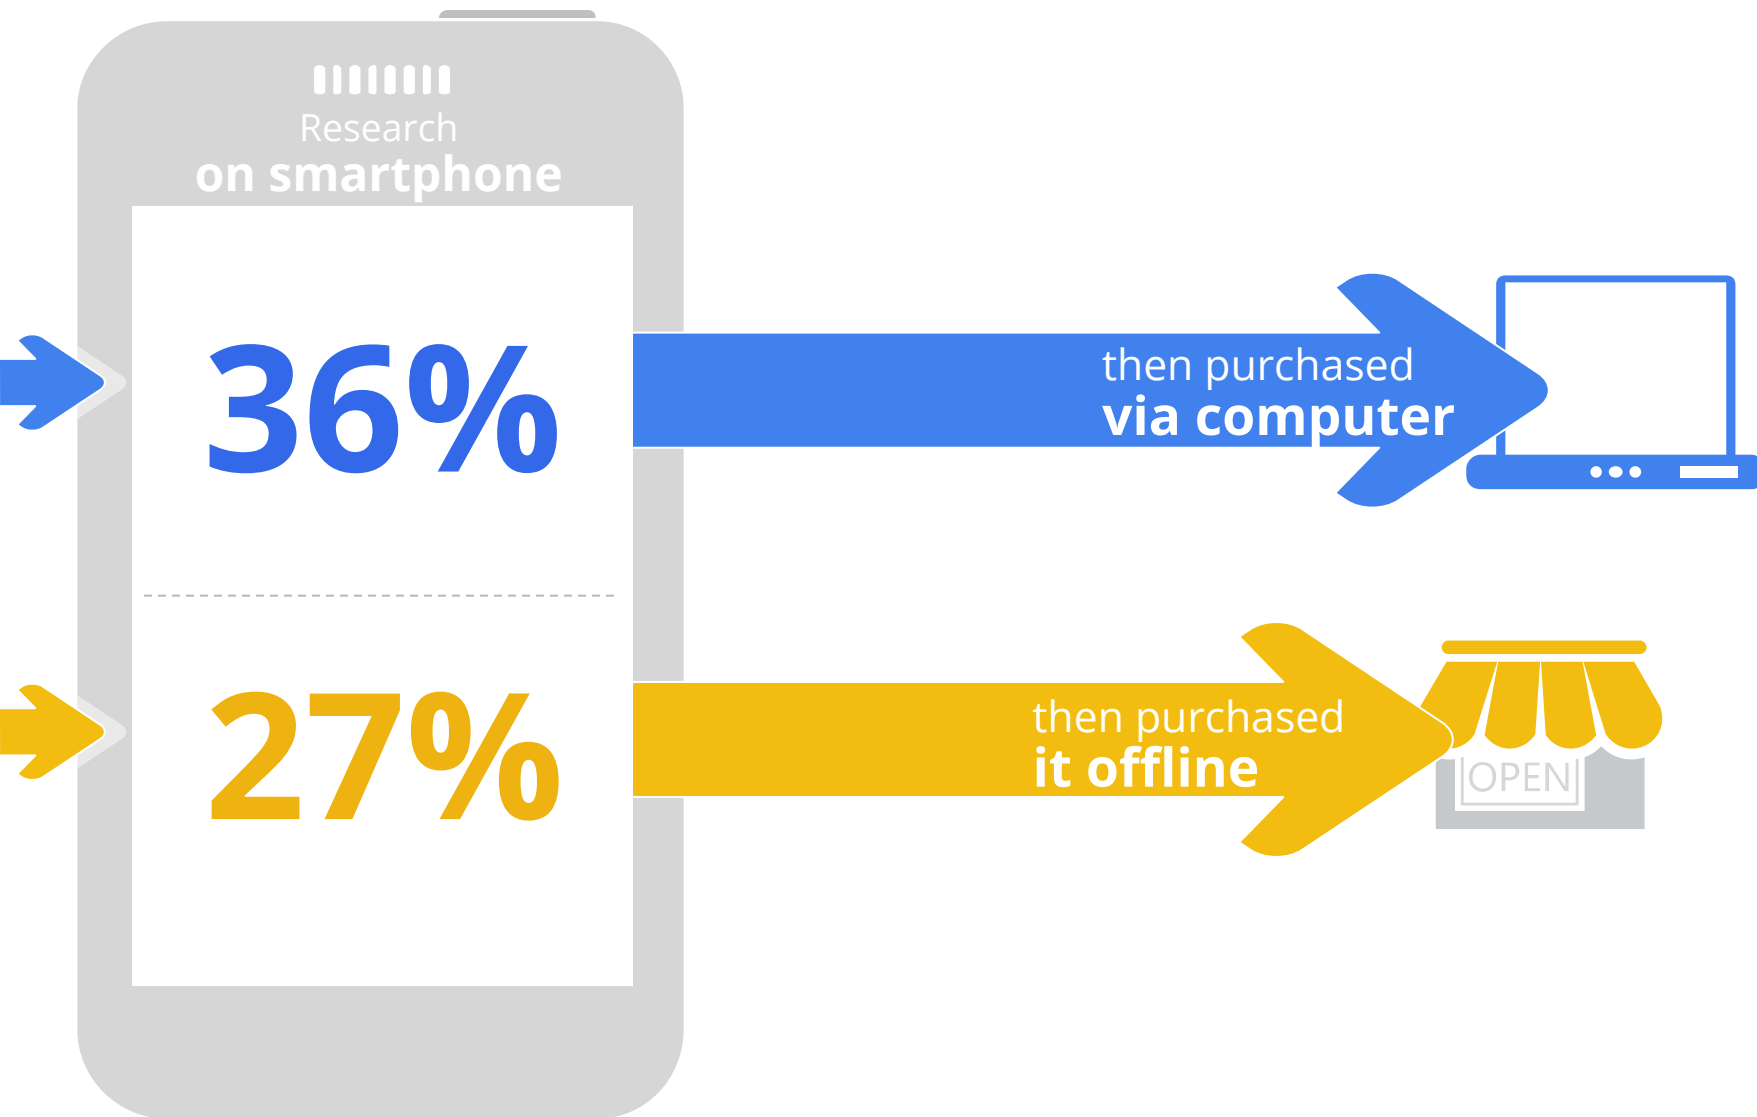 Research
on smartphone
36%
then purchased
via computer
27%
then purchased
it offline
OPEN